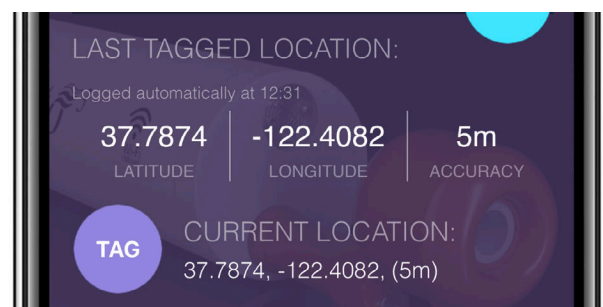 LAST TAGGED LOCATION:
Logged automatically at 12:31
37.7874 -122.4082 5m
LATITUDE LONGITUDE ACCURACY
TAG
CURRENT LOCATION:
37.7874, -122.4082, (5m)